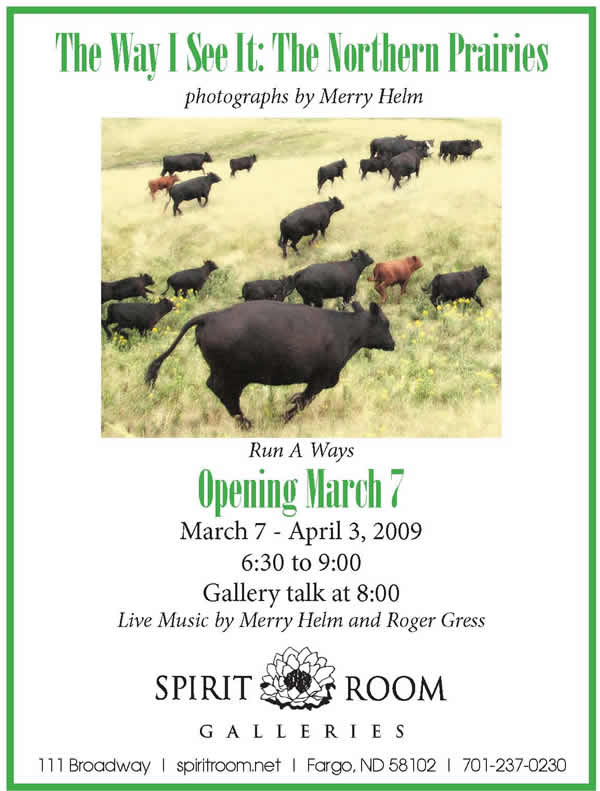 The Way I See It: The Northern Prairies
photographs by Merry Helm
Run A Ways
Opening March 7
March 7 - April 3, 2009
6:30 to 9:00
Gallery talk at 8:00
Live Music by Merry Helm and Roger Gress
SPIRIT ROOM
GALLERIES
111 Broadway | spiritroom.net | Fargo, ND 58102 | 701-237-0230